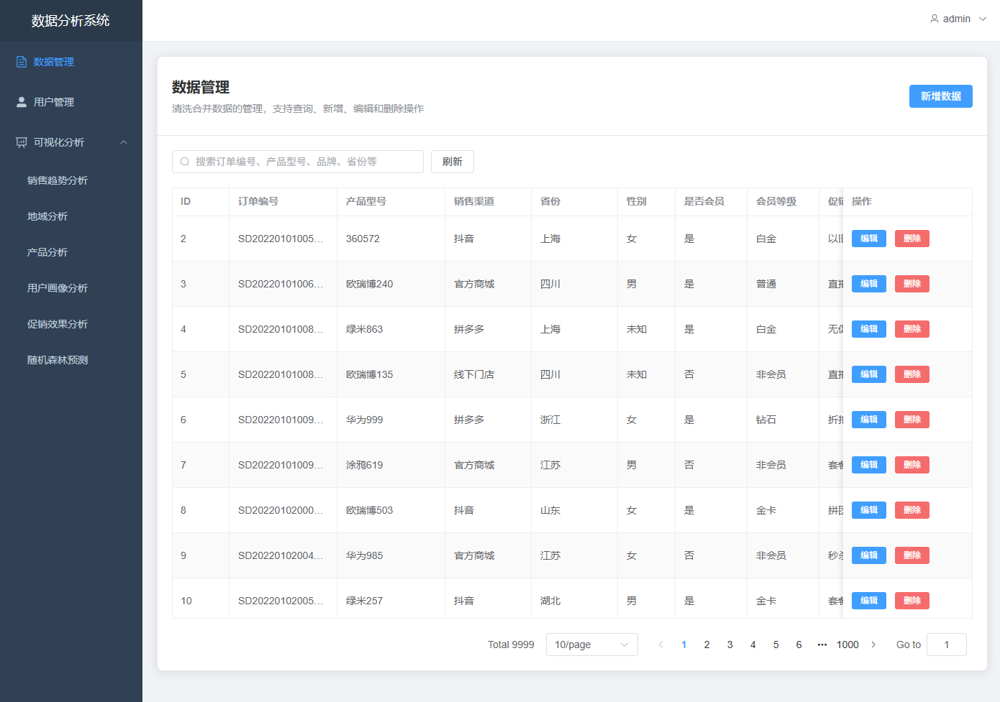 数据分析系统
admin
数据管理
用户管理
可视化分析
销售趋势分析
地域分析
产品分析
用户画像分析
促销效果分析
随机森林预测
数据管理
清洗合并数据的管理，支持查询、新增、编辑和删除操作
新增数据
搜索订单编号、产品型号、品牌、省份等
刷新
ID 订单编号 产品型号 销售渠道 省份 性别 是否会员 会员等级 促销 操作
2 SD20220101005... 360572 抖音 上海 女 是 白金 以旧 编辑 删除
3 SD20220101006... 欧瑞博240 官方商城 四川 男 是 普通 直播 编辑 删除
4 SD20220101008... 绿米863 拼多多 上海 未知 是 白金 无促 编辑 删除
5 SD20220101008... 欧瑞博135 线下门店 四川 未知 否 非会员 直播 编辑 删除
6 SD20220101009... 华为999 拼多多 浙江 女 是 钻石 折扣 编辑 删除
7 SD20220101009... 涂鸦619 官方商城 江苏 男 否 非会员 套餐 编辑 删除
8 SD20220102000... 欧瑞博503 抖音 山东 女 是 金卡 拼团 编辑 删除
9 SD20220102004... 华为985 官方商城 江苏 女 否 非会员 秒杀 编辑 删除
10 SD20220102005... 绿米257 抖音 湖北 男 是 金卡 套餐 编辑 删除
Total 9999 10/page 1 2 3 4 5 6 ••• 1000 Go to 1